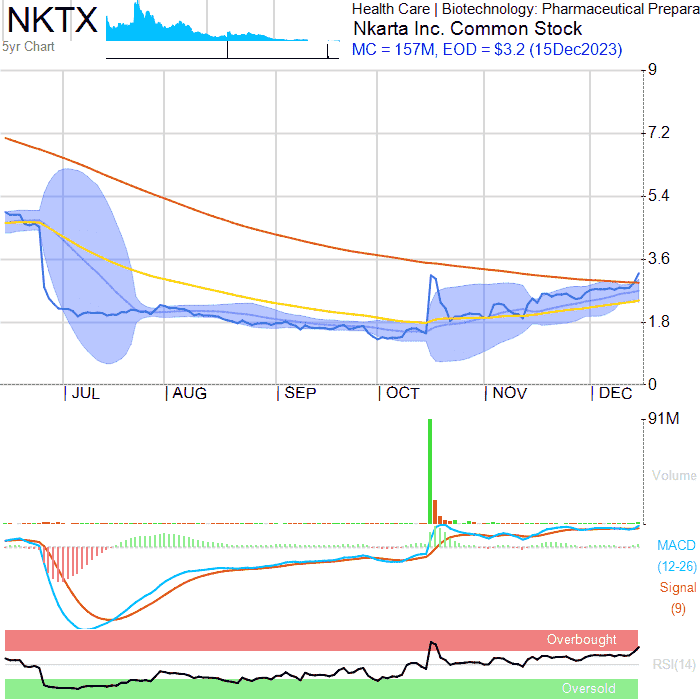 NKTX
5yr Chart
Health Care | Biotechnology: Pharmaceutical Prepara
Nkarta Inc. Common Stock
MC = 157M, EOD = $3.2 (15Dec2023)
9
7.2
5.4
3.6
1.8
0
JUL AUG SEP OCT NOV DEC
91M
Volume
MACD
(12-26)
Signal
(9)
Overbought
RSI(14)
Oversold